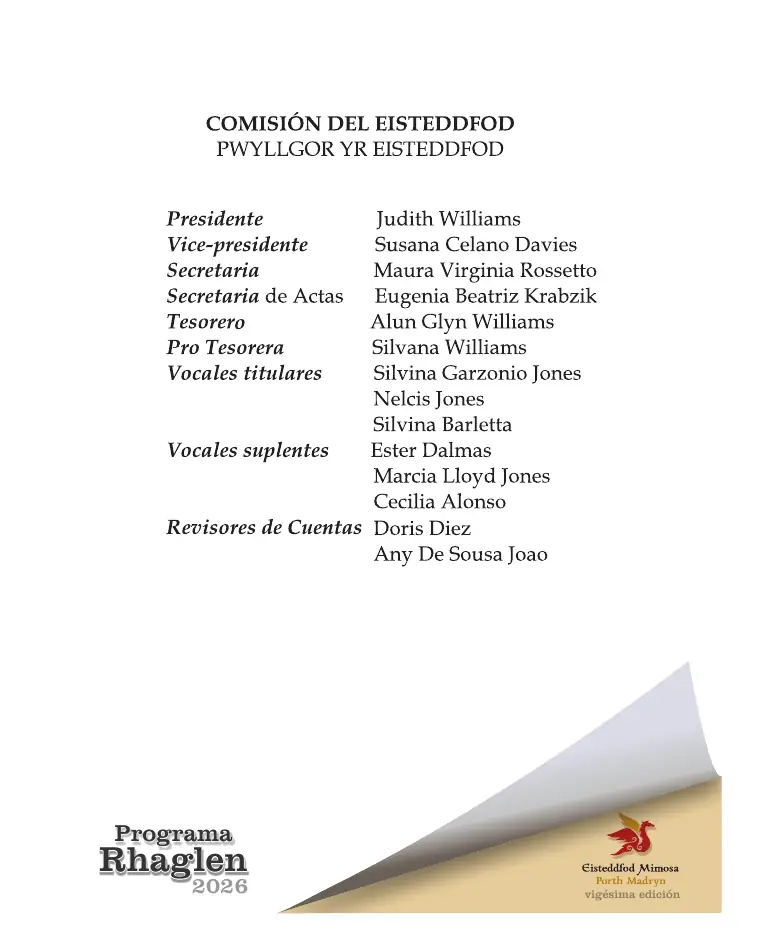 COMISIÓN DEL EISTEDDFOD
PWYLLGOR YR EISTEDDFOD
Presidente Judith Williams
Vice-presidente Susana Celano Davies
Secretaria Maura Virginia Rossetto
Secretaria de Actas Eugenia Beatriz Krabzik
Tesorero Alun Glyn Williams
Pro Tesorera Silvana Williams
Vocales titulares Silvina Garzonio Jones
Nelcis Jones
Silvina Barletta
Vocales suplentes Ester Dalmas
Marcia Lloyd Jones
Cecilia Alonso
Revisores de Cuentas Doris Diez
Any De Sousa Joao
Programa
Rhaglen
2026
Eisteddfod Mimosa
Porth Madryn
vigésima edición